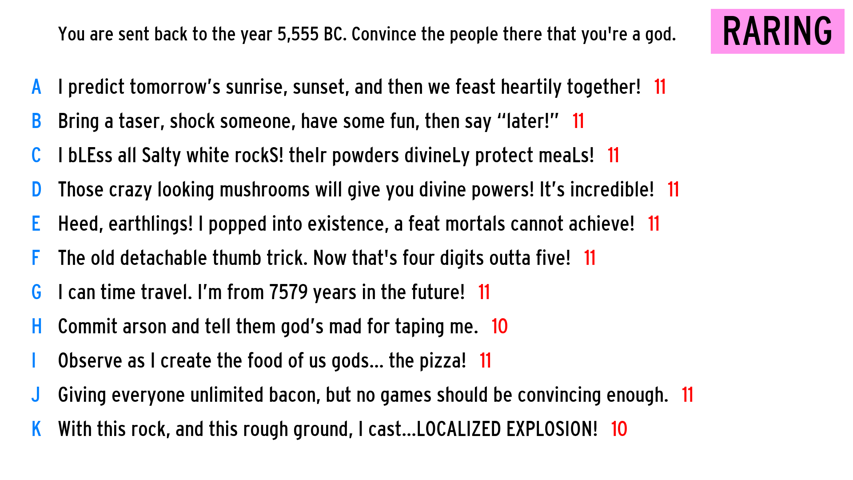 You are sent back to the year 5,555 BC. Convince the people there that you're a god.
RARING
A I predict tomorrow's sunrise, sunset, and then we feast heartily together! 11
B Bring a taser, shock someone, have some fun, then say “later!” 11
C I bLEss all Salty white rockS! theIr powders divineLy protect meaLs! 11
D Those crazy looking mushrooms will give you divine powers! It’s incredible! 11
E Heed, earthlings! I popped into existence, a feat mortals cannot achieve! 11
F The old detachable thumb trick. Now that's four digits outta five! 11
G I can time travel. I’m from 7579 years in the future! 11
H Commit arson and tell them god’s mad for taping me. 10
I Observe as I create the food of us gods... the pizza! 11
J Giving everyone unlimited bacon, but no games should be convincing enough. 11
K With this rock, and this rough ground, I cast...LOCALIZED EXPLOSION! 10